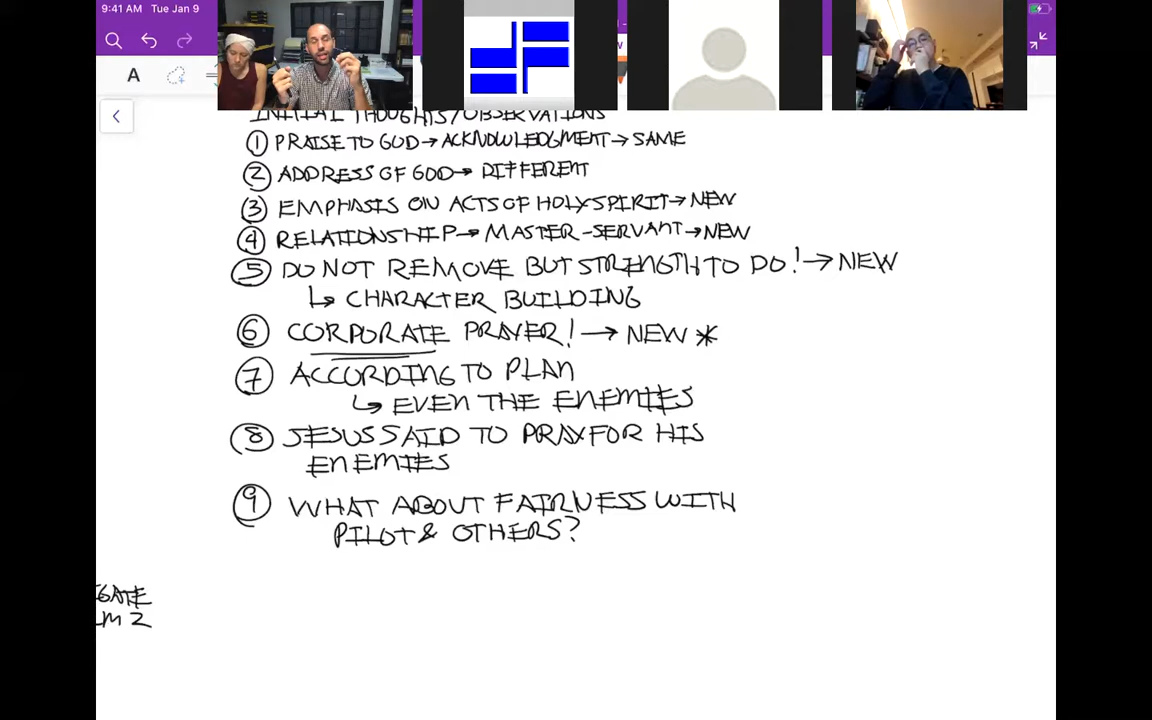 9:41 AM Tue Jan 9
A
INITIAL THOUGHTS/OBSERVATIONS
① PRAISE TO GOD → ACKNOWLEDGMENT → SAME
② ADDRESS OF GOD → DIFFERENT
③ EMPHASIS ON ACTS OF HOLY SPIRIT → NEW
④ RELATIONSHIP → MASTER-SERVANT → NEW
⑤ DO NOT REMOVE BUT STRENGTH TO DO! → NEW
↳ CHARACTER BUILDING
⑥ CORPORATE PRAYER! → NEW *
⑦ ACCORDING TO PLAN
↳ EVEN THE ENEMIES
⑧ JESUS SAID TO PRAY FOR HIS
ENEMIES
⑨ WHAT ABOUT FAIRNESS WITH
PILOT & OTHERS?
EGATE
LM 2